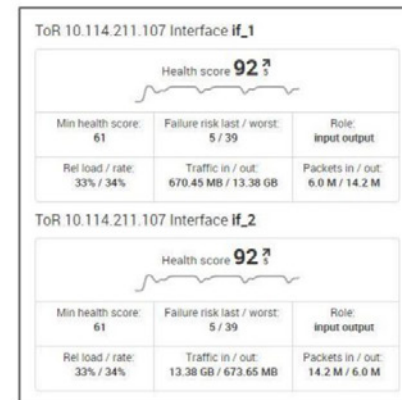 ToR 10.114.211.107 Interface if_1
Health score 92 5
Min health score: Failure risk last / worst: Role:
61 5 / 39 input output
Rel load / rate: Traffic in / out: Packets in / out:
33% / 34% 670.45 MB / 13.38 GB 6.0 M / 14.2 M
ToR 10.114.211.107 Interface if_2
Health score 92 5
Min health score: Failure risk last / worst: Role:
61 5 / 39 input output
Rel load / rate: Traffic in / out: Packets in / out:
33% / 34% 13.38 GB / 673.65 MB 14.2 M / 6.0 M